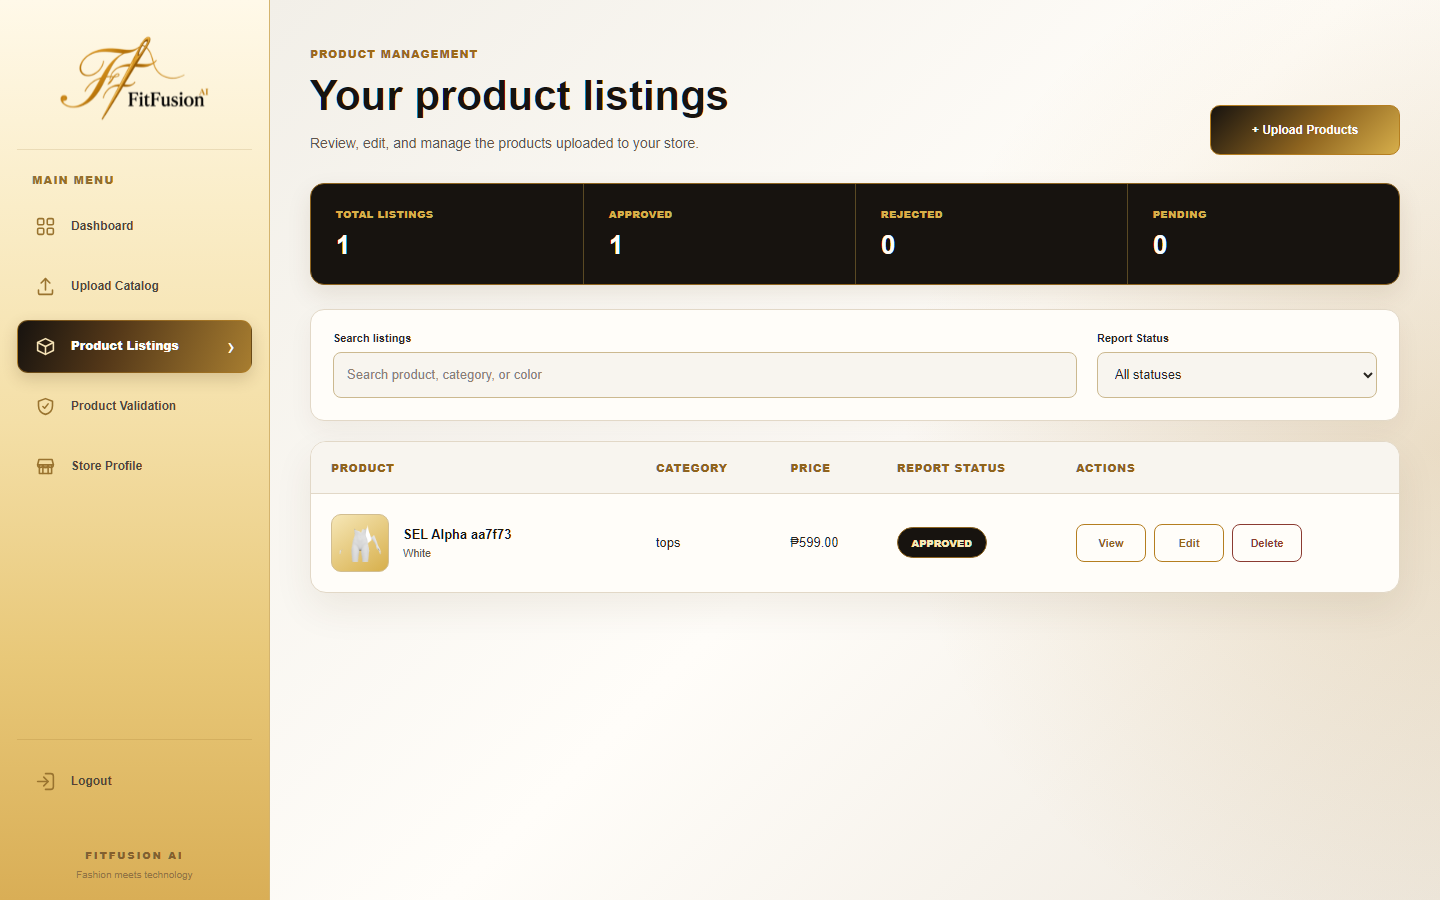 FitFusion AI
MAIN MENU
Dashboard
Upload Catalog
Product Listings ❯
Product Validation
Store Profile
Logout
FITFUSION AI
Fashion meets technology
PRODUCT MANAGEMENT
Your product listings
Review, edit, and manage the products uploaded to your store.
+ Upload Products
TOTAL LISTINGS
1
APPROVED
1
REJECTED
0
PENDING
0
Search listings
Search product, category, or color
Report Status
All statuses
PRODUCT CATEGORY PRICE REPORT STATUS ACTIONS
SEL Alpha aa7f73
White
tops ₱599.00 APPROVED View Edit Delete